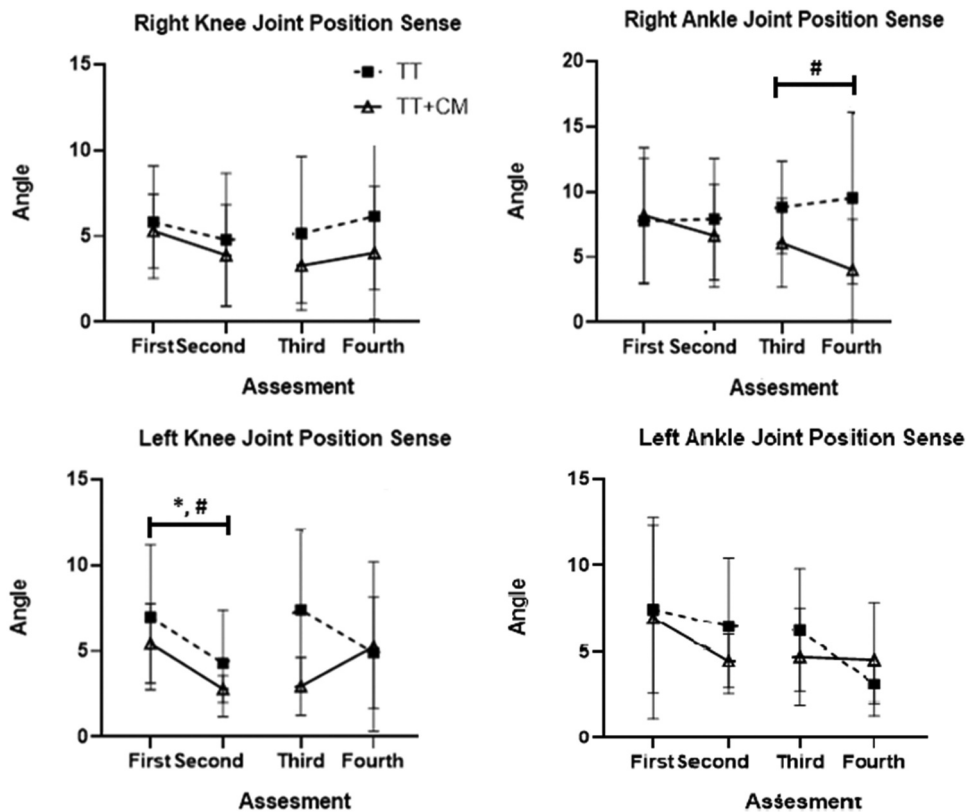 Right Knee Joint Position Sense
15
10
5
0
Angle
TT
TT+CM
First Second Third Fourth
Assesment
Right Ankle Joint Position Sense
20
15
10
5
0
Angle
#
First Second Third Fourth
Assesment
Left Knee Joint Position Sense
15
10
5
0
Angle
*, #
First Second Third Fourth
Assesment
Left Ankle Joint Position Sense
15
10
5
0
Angle
First Second Third Fourth
Assesment